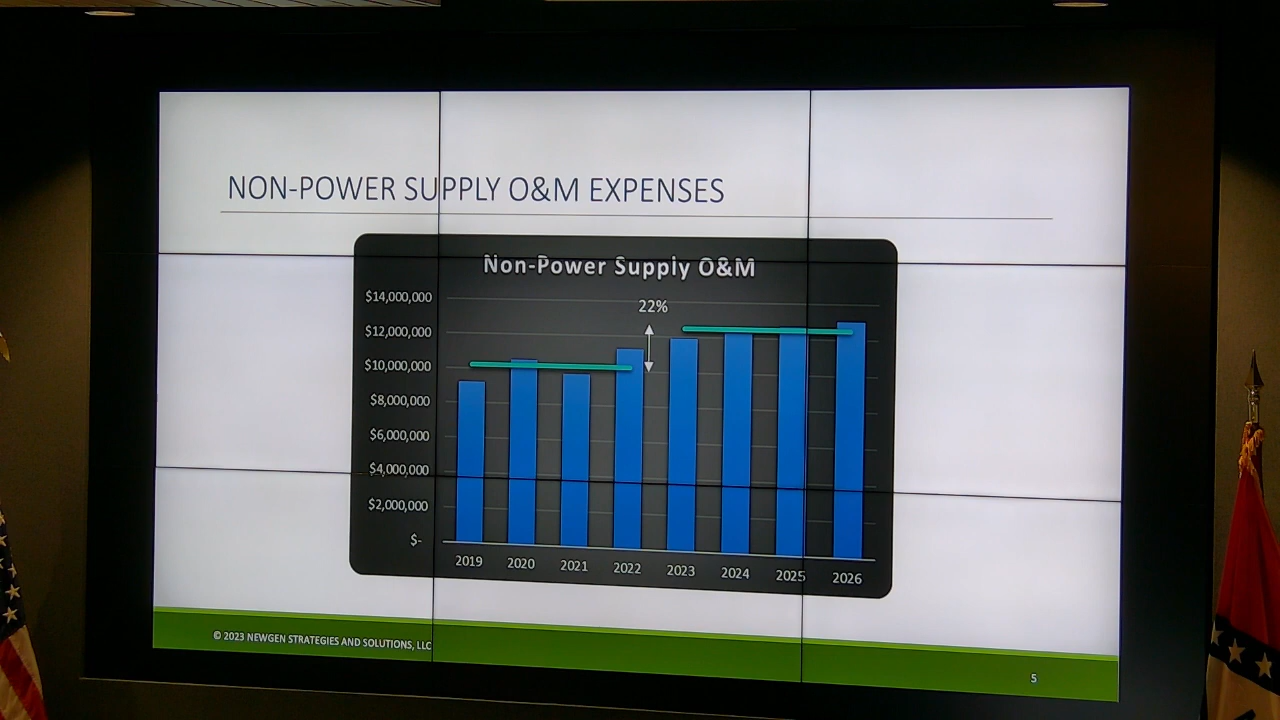 NON-POWER SUPPLY O&M EXPENSES
Non-Power Supply O&M
22%
$14,000,000
$12,000,000
$10,000,000
$8,000,000
$6,000,000
$4,000,000
$2,000,000
$-
2019 2020 2021 2022 2023 2024 2025 2026
© 2023 NEWGEN STRATEGIES AND SOLUTIONS, LLC
5